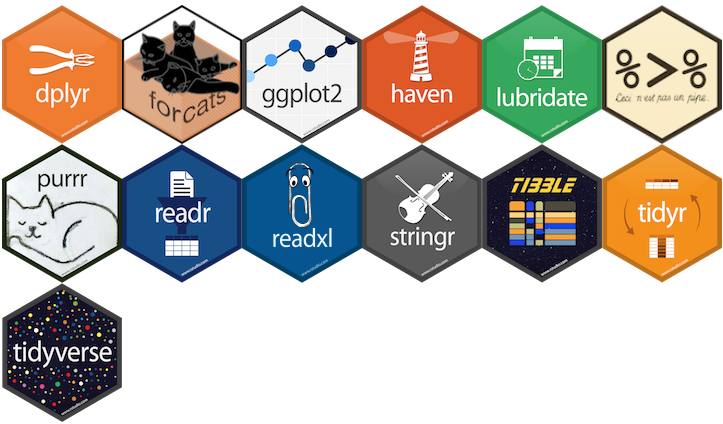 dplyr
forcats
ggplot2
haven
lubridate
%>%
Ceci n'est pas un pipe.
purrr
readr
readxl
stringr
TIBBLE
tidyr
tidyverse